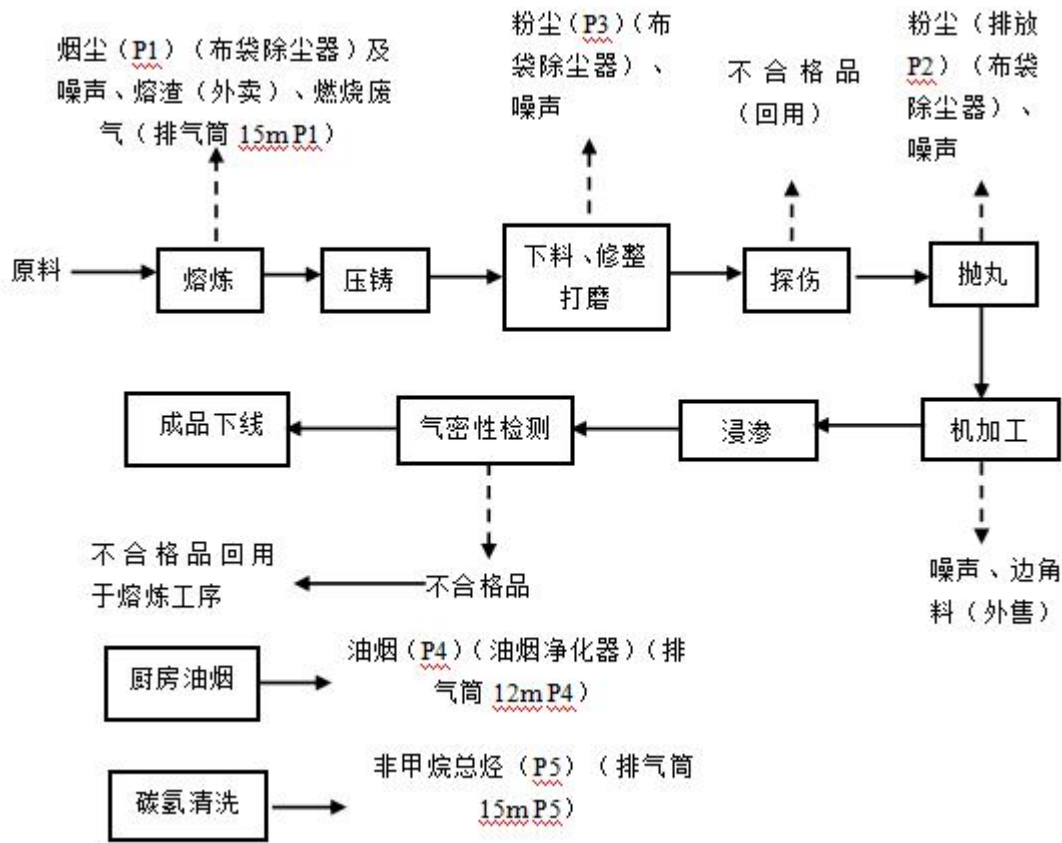 烟尘（P1）（布袋除尘器）及
噪声、熔渣（外卖）、燃烧废
气（排气筒 15mP1）
粉尘（P3）（布
袋除尘器）、
噪声
不合格品
（回用）
粉尘（排放
P2）（布袋
除尘器）、
噪声
原料
熔炼
压铸
下料、修整
打磨
探伤
抛丸
成品下线
气密性检测
浸渗
机加工
不合格品回用
于熔炼工序
不合格品
噪声、边角
料（外售）
厨房油烟
油烟（P4）（油烟净化器）（排
气筒 12mP4）
碳氢清洗
非甲烷总烃（P5）（排气筒
15mP5）